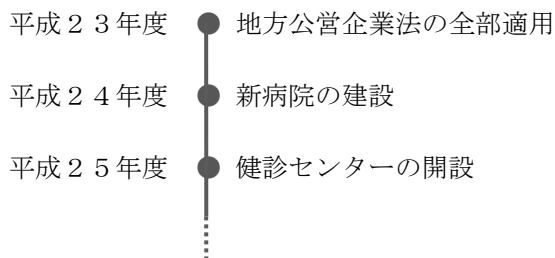 平成２３年度 地方公営企業法の全部適用
平成２４年度 新病院の建設
平成２５年度 健診センターの開設